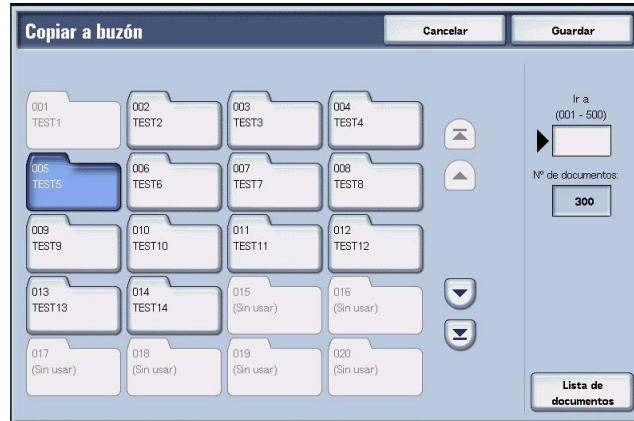 Copiar a buzón
Cancelar
Guardar
001
TEST1
002
TEST2
003
TEST3
004
TEST4
005
TEST5
006
TEST6
007
TEST7
008
TEST8
009
TEST9
010
TEST10
011
TEST11
012
TEST12
013
TEST13
014
TEST14
015
(Sin usar)
016
(Sin usar)
017
(Sin usar)
018
(Sin usar)
019
(Sin usar)
020
(Sin usar)
Ir a
(001 - 500)
Nº de documentos:
300
Lista de
documentos